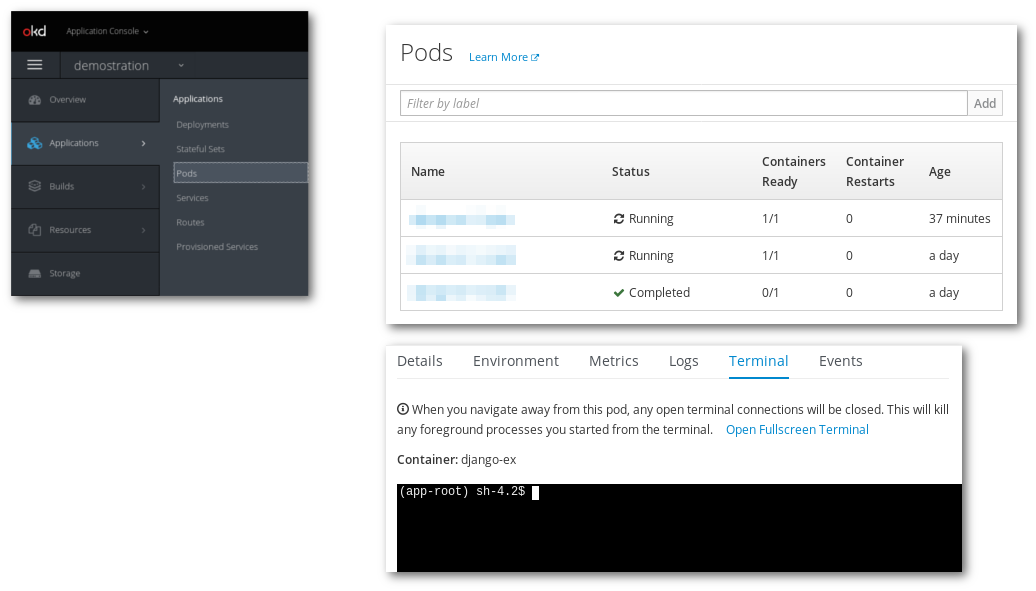 okd Application Console
demostration
Overview
Applications
Builds
Resources
Storage
Applications
Deployments
Stateful Sets
Pods
Services
Routes
Provisioned Services
Pods Learn More
Filter by label Add
Name Status Containers Ready Container Restarts Age
Running 1/1 0 37 minutes
Running 1/1 0 a day
Completed 0/1 0 a day
Details Environment Metrics Logs Terminal Events
When you navigate away from this pod, any open terminal connections will be closed. This will kill
any foreground processes you started from the terminal. Open Fullscreen Terminal
Container: django-ex
(app-root) sh-4.2$